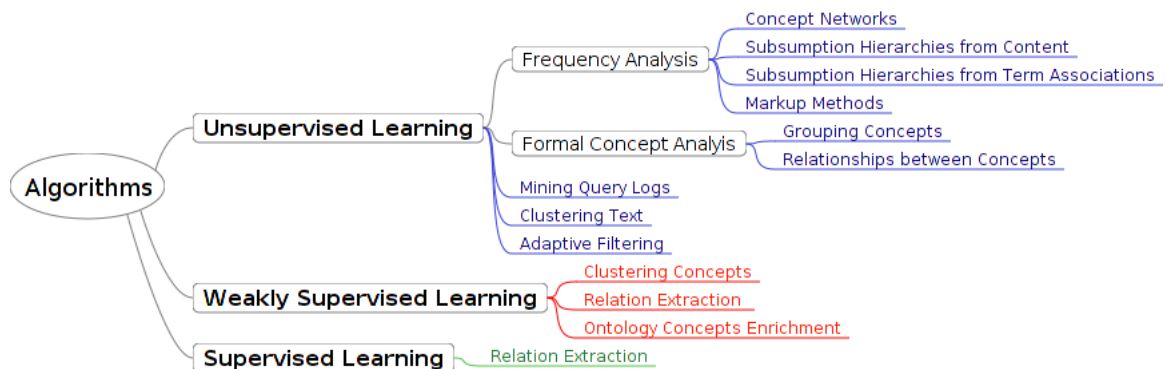 Algorithms
Unsupervised Learning
Frequency Analysis
Concept Networks
Subsumption Hierarchies from Content
Subsumption Hierarchies from Term Associations
Markup Methods
Formal Concept Analyis
Grouping Concepts
Relationships between Concepts
Mining Query Logs
Clustering Text
Adaptive Filtering
Weakly Supervised Learning
Clustering Concepts
Relation Extraction
Ontology Concepts Enrichment
Supervised Learning
Relation Extraction